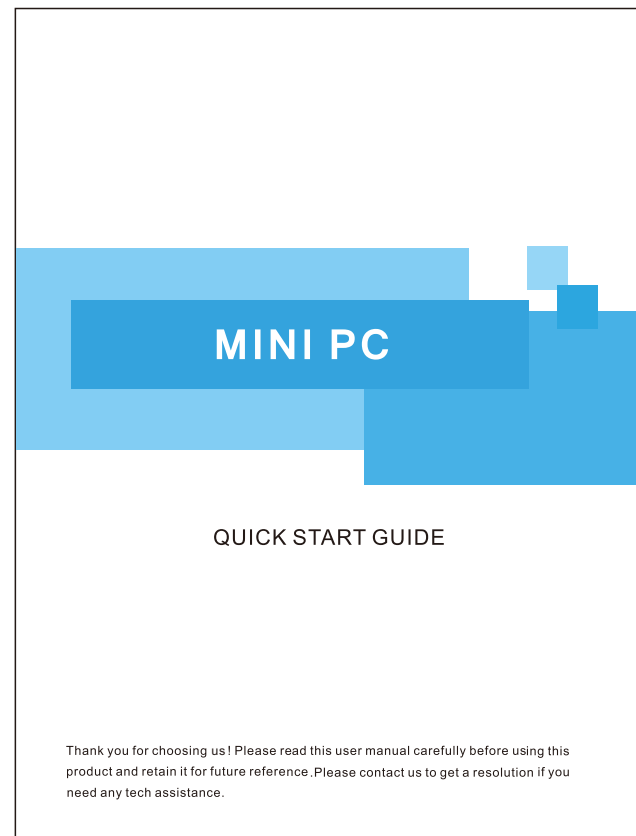 MINI PC
QUICK START GUIDE
Thank you for choosing us! Please read this user manual carefully before using this
product and retain it for future reference.Please contact us to get a resolution if you
need any tech assistance.